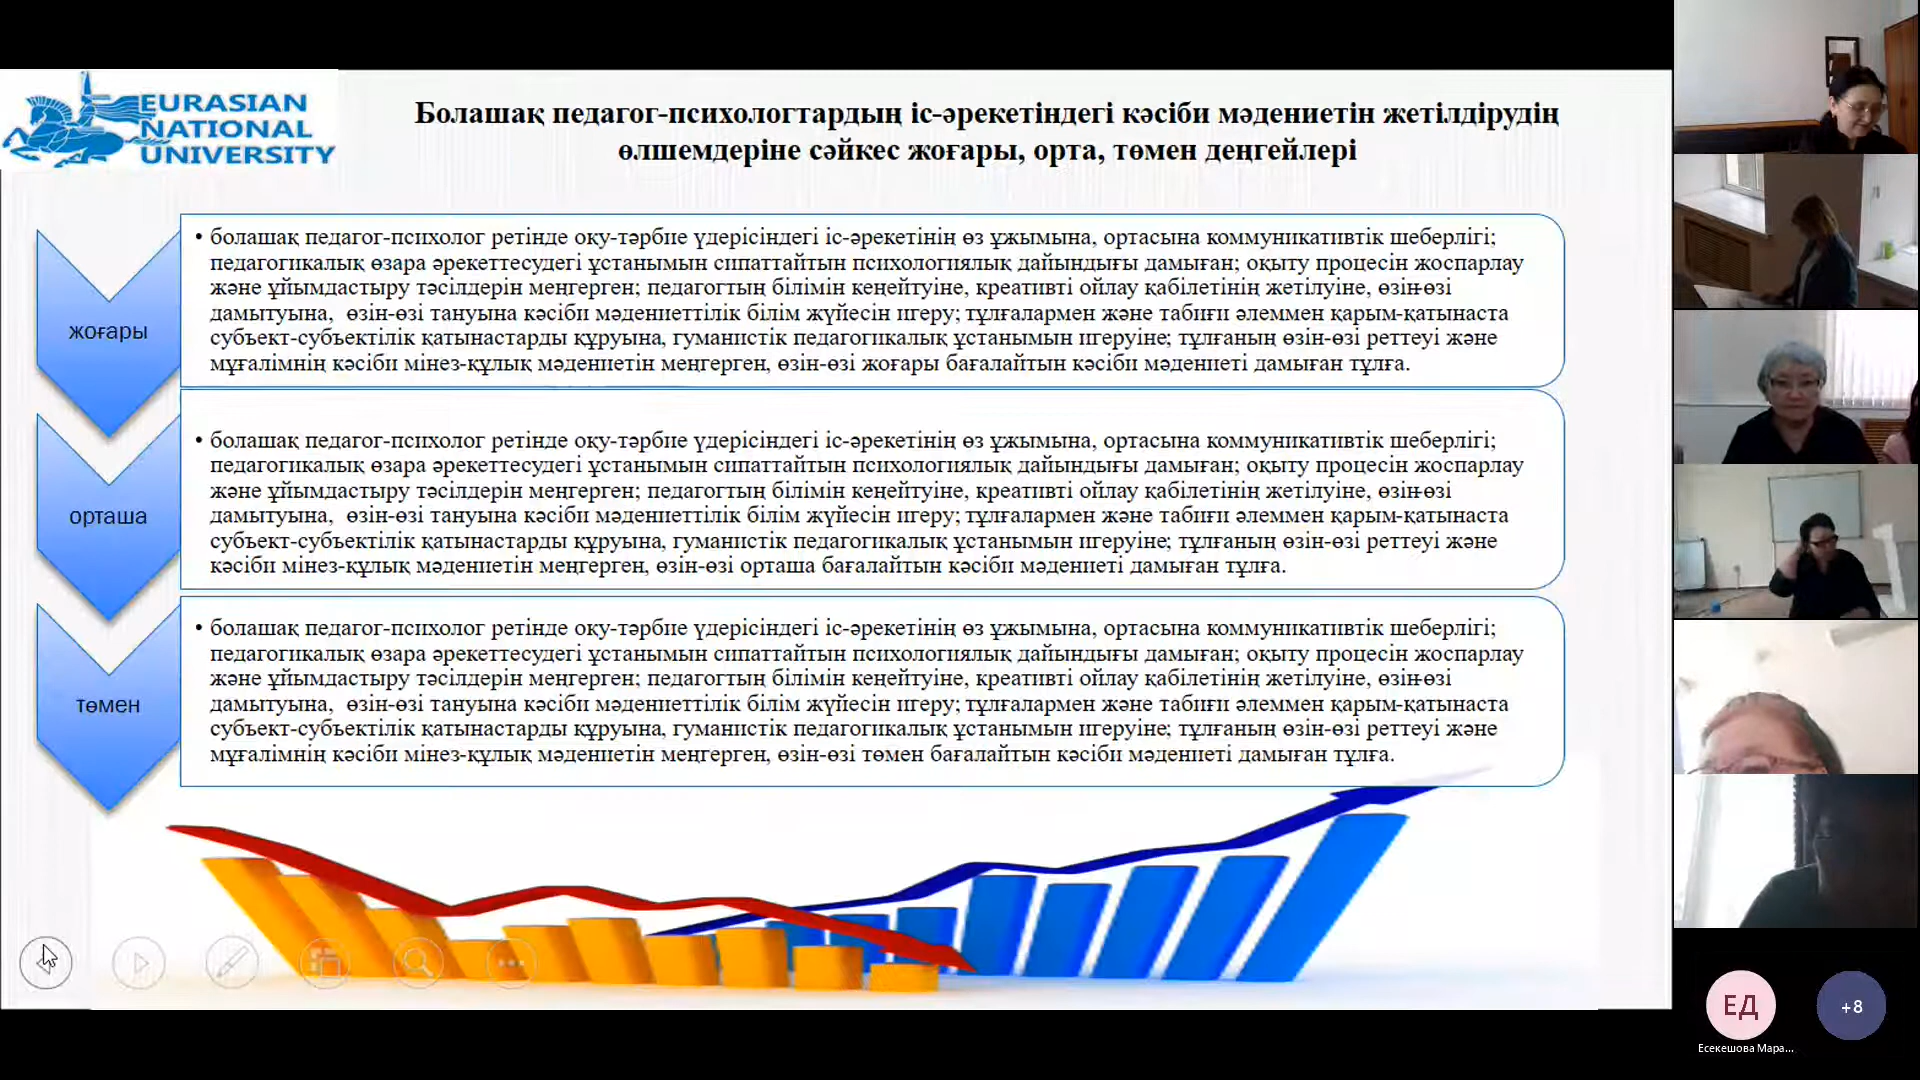 EURASIAN
NATIONAL
UNIVERSITY
Болашақ педагог-психологтардың іс-әрекетіндегі кәсіби мәдениетін жетілдірудің
өлшемдеріне сәйкес жоғары, орта, төмен деңгейлері
жоғары
• болашақ педагог-психолог ретінде оқу-тәрбие үдерісіндегі іс-әрекетінің өз ұжымына, ортасына коммуникативтік шеберлігі;
педагогикалық өзара әрекеттесудегі ұстанымын сипаттайтын психологиялық дайындығы дамыған; оқыту процесін жоспарлау
және ұйымдастыру тәсілдерін меңгерген; педагогтың білімін кеңейтуіне, креативті ойлау қабілетінің жетілуіне, өзін-өзі
дамытуына, өзін-өзі тануына кәсіби мәдениеттілік білім жүйесін игеру; тұлғалармен және табиғи әлеммен қарым-қатынаста
субъект-субъектілік қатынастарды құруына, гуманистік педагогикалық ұстанымын игеруіне; тұлғаның өзін-өзі реттеуі және
мұғалімнің кәсіби мінез-құлық мәдениетін меңгерген, өзін-өзі жоғары бағалайтын кәсіби мәдениеті дамыған тұлға.
орташа
• болашақ педагог-психолог ретінде оқу-тәрбие үдерісіндегі іс-әрекетінің өз ұжымына, ортасына коммуникативтік шеберлігі;
педагогикалық өзара әрекеттесудегі ұстанымын сипаттайтын психологиялық дайындығы дамыған; оқыту процесін жоспарлау
және ұйымдастыру тәсілдерін меңгерген; педагогтың білімін кеңейтуіне, креативті ойлау қабілетінің жетілуіне, өзін-өзі
дамытуына, өзін-өзі тануына кәсіби мәдениеттілік білім жүйесін игеру; тұлғалармен және табиғи әлеммен қарым-қатынаста
субъект-субъектілік қатынастарды құруына, гуманистік педагогикалық ұстанымын игеруіне; тұлғаның өзін-өзі реттеуі және
кәсіби мінез-құлық мәдениетін меңгерген, өзін-өзі орташа бағалайтын кәсіби мәдениеті дамыған тұлға.
төмен
• болашақ педагог-психолог ретінде оқу-тәрбие үдерісіндегі іс-әрекетінің өз ұжымына, ортасына коммуникативтік шеберлігі;
педагогикалық өзара әрекеттесудегі ұстанымын сипаттайтын психологиялық дайындығы дамыған; оқыту процесін жоспарлау
және ұйымдастыру тәсілдерін меңгерген; педагогтың білімін кеңейтуіне, креативті ойлау қабілетінің жетілуіне, өзін-өзі
дамытуына, өзін-өзі тануына кәсіби мәдениеттілік білім жүйесін игеру; тұлғалармен және табиғи әлеммен қарым-қатынаста
субъект-субъектілік қатынастарды құруына, гуманистік педагогикалық ұстанымын игеруіне; тұлғаның өзін-өзі реттеуі және
мұғалімнің кәсіби мінез-құлық мәдениетін меңгерген, өзін-өзі төмен бағалайтын кәсіби мәдениеті дамыған тұлға.
ЕД
+8
Есекешова Мара...